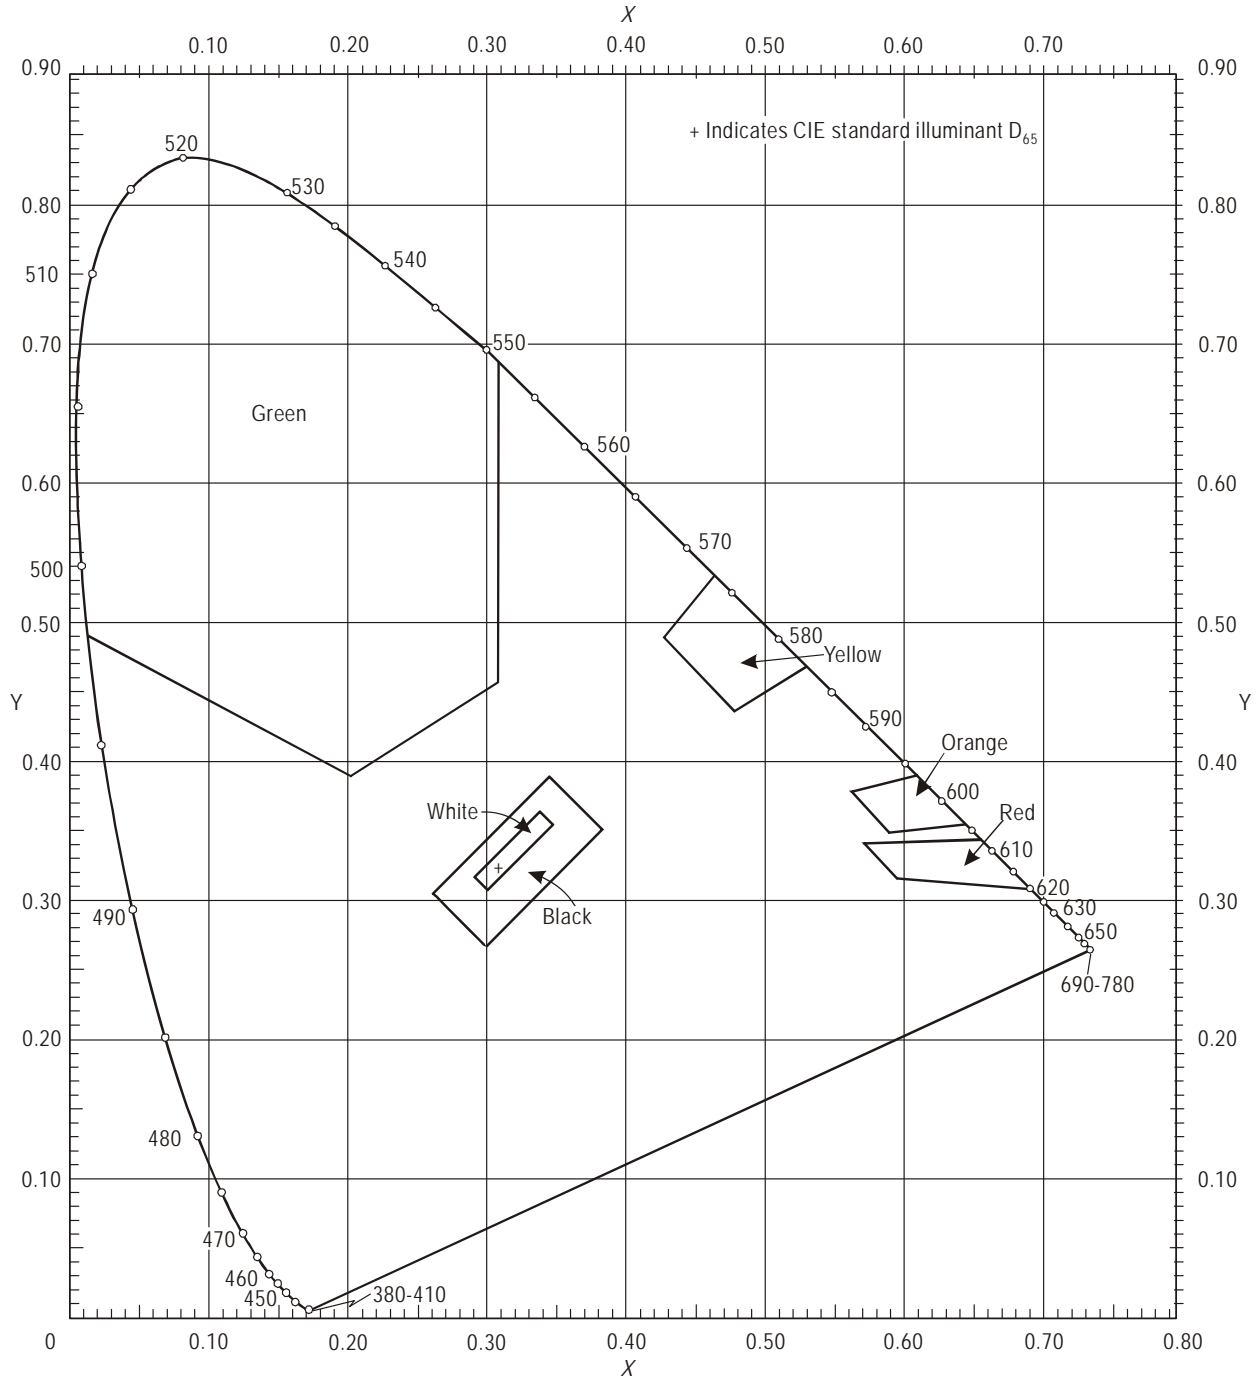 X
0.10 0.20 0.30 0.40 0.50 0.60 0.70
0.90 0.90
+ Indicates CIE standard illuminant D65
520
530
0.80 0.80
540
510
550
0.70 0.70
Green
560
0.60 0.60
570
500
0.50 0.50
580
Yellow
Y Y
590
Orange
0.40 0.40
600
White Red
610
620
0.30 0.30
630
490 Black
650
690-780
0.20 0.20
480
0.10 0.10
470
460
450
380-410
0 0.10 0.20 0.30 0.40 0.50 0.60 0.70 0.80
X